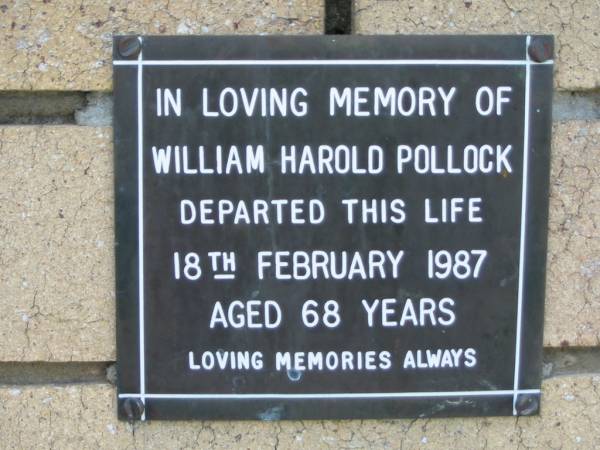 IN LOVING MEMORY OF
WILLIAM HAROLD POLLOCK
DEPARTED THIS LIFE
18TH FEBRUARY 1987
AGED 68 YEARS
LOVING MEMORIES ALWAYS